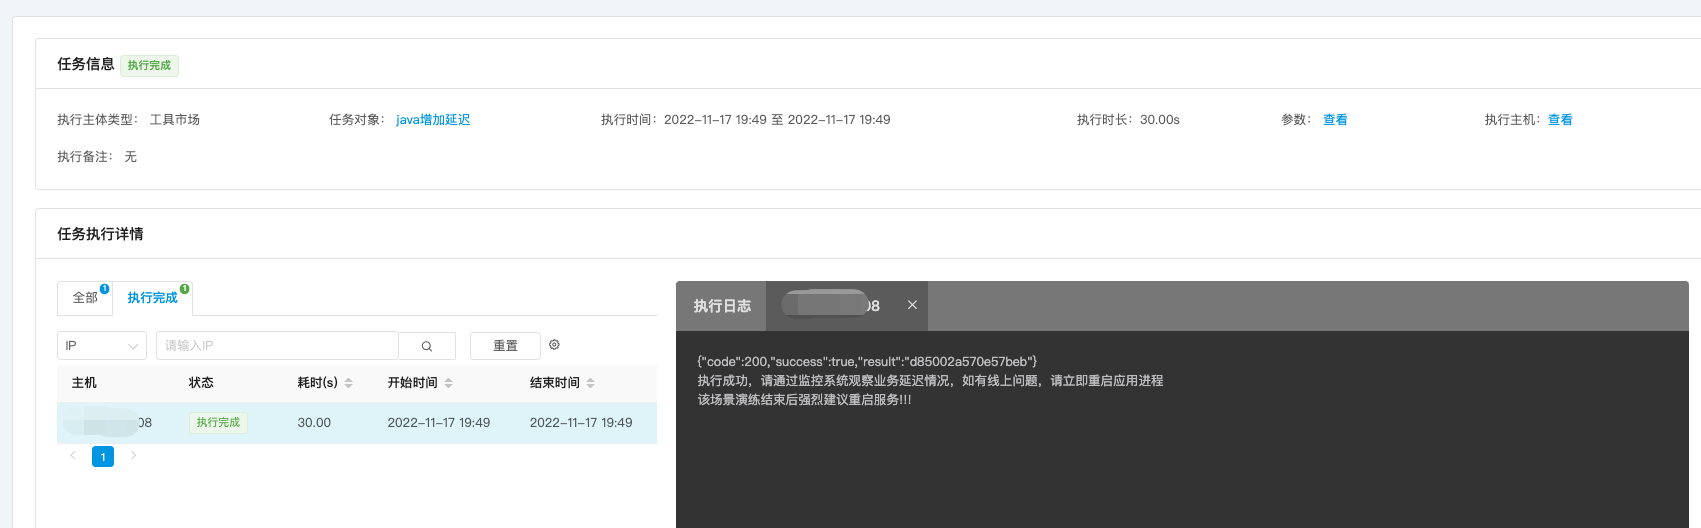 任务信息 执行完成
执行主体类型： 工具市场 任务对象： java增加延迟 执行时间：2022-11-17 19:49 至 2022-11-17 19:49 执行时长：30.00s 参数： 查看 执行主机：查看
执行备注： 无
任务执行详情
全部 1 执行完成 1
IP 请输入IP 重置
主机 状态 耗时(s) 开始时间 结束时间
08 执行完成 30.00 2022-11-17 19:49 2022-11-17 19:49
1
执行日志 08 ×
{"code":200,"success":true,"result":"d85002a570e57beb"}
执行成功，请通过监控系统观察业务延迟情况，如有线上问题，请立即重启应用进程
该场景演练结束后强烈建议重启服务!!!